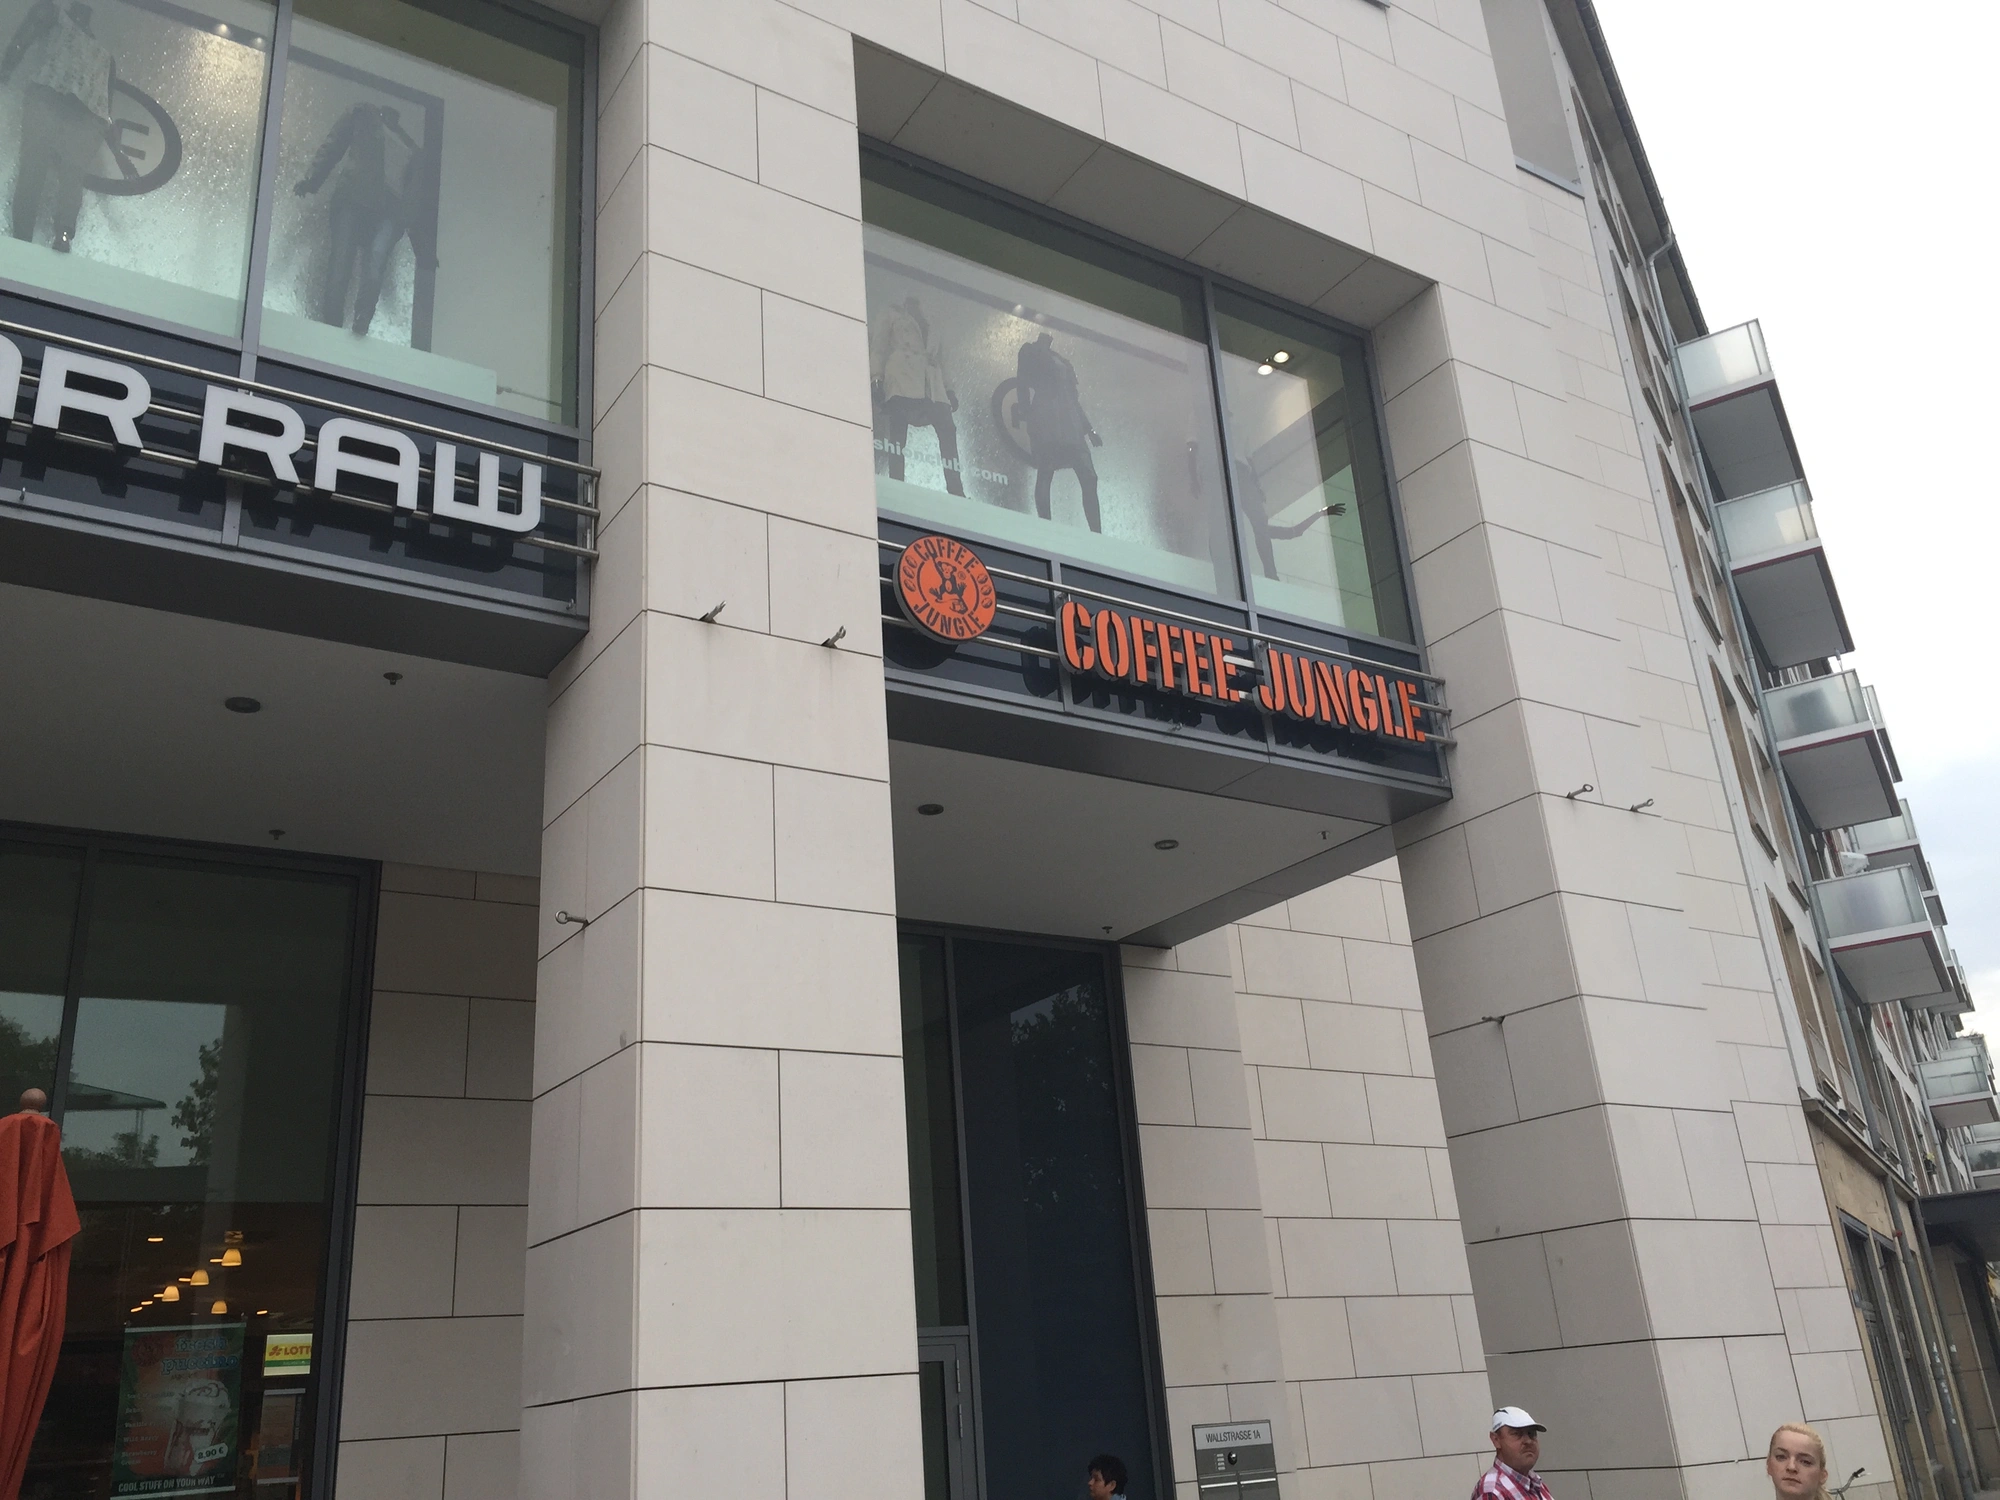 AR RAW
shionclub.com
COFFEE
JUNGLE
COFFEE JUNGLE
LOTTO
2.90 €
COOL STUFF ON YOUR WAY
WALLSTRASSE 1A